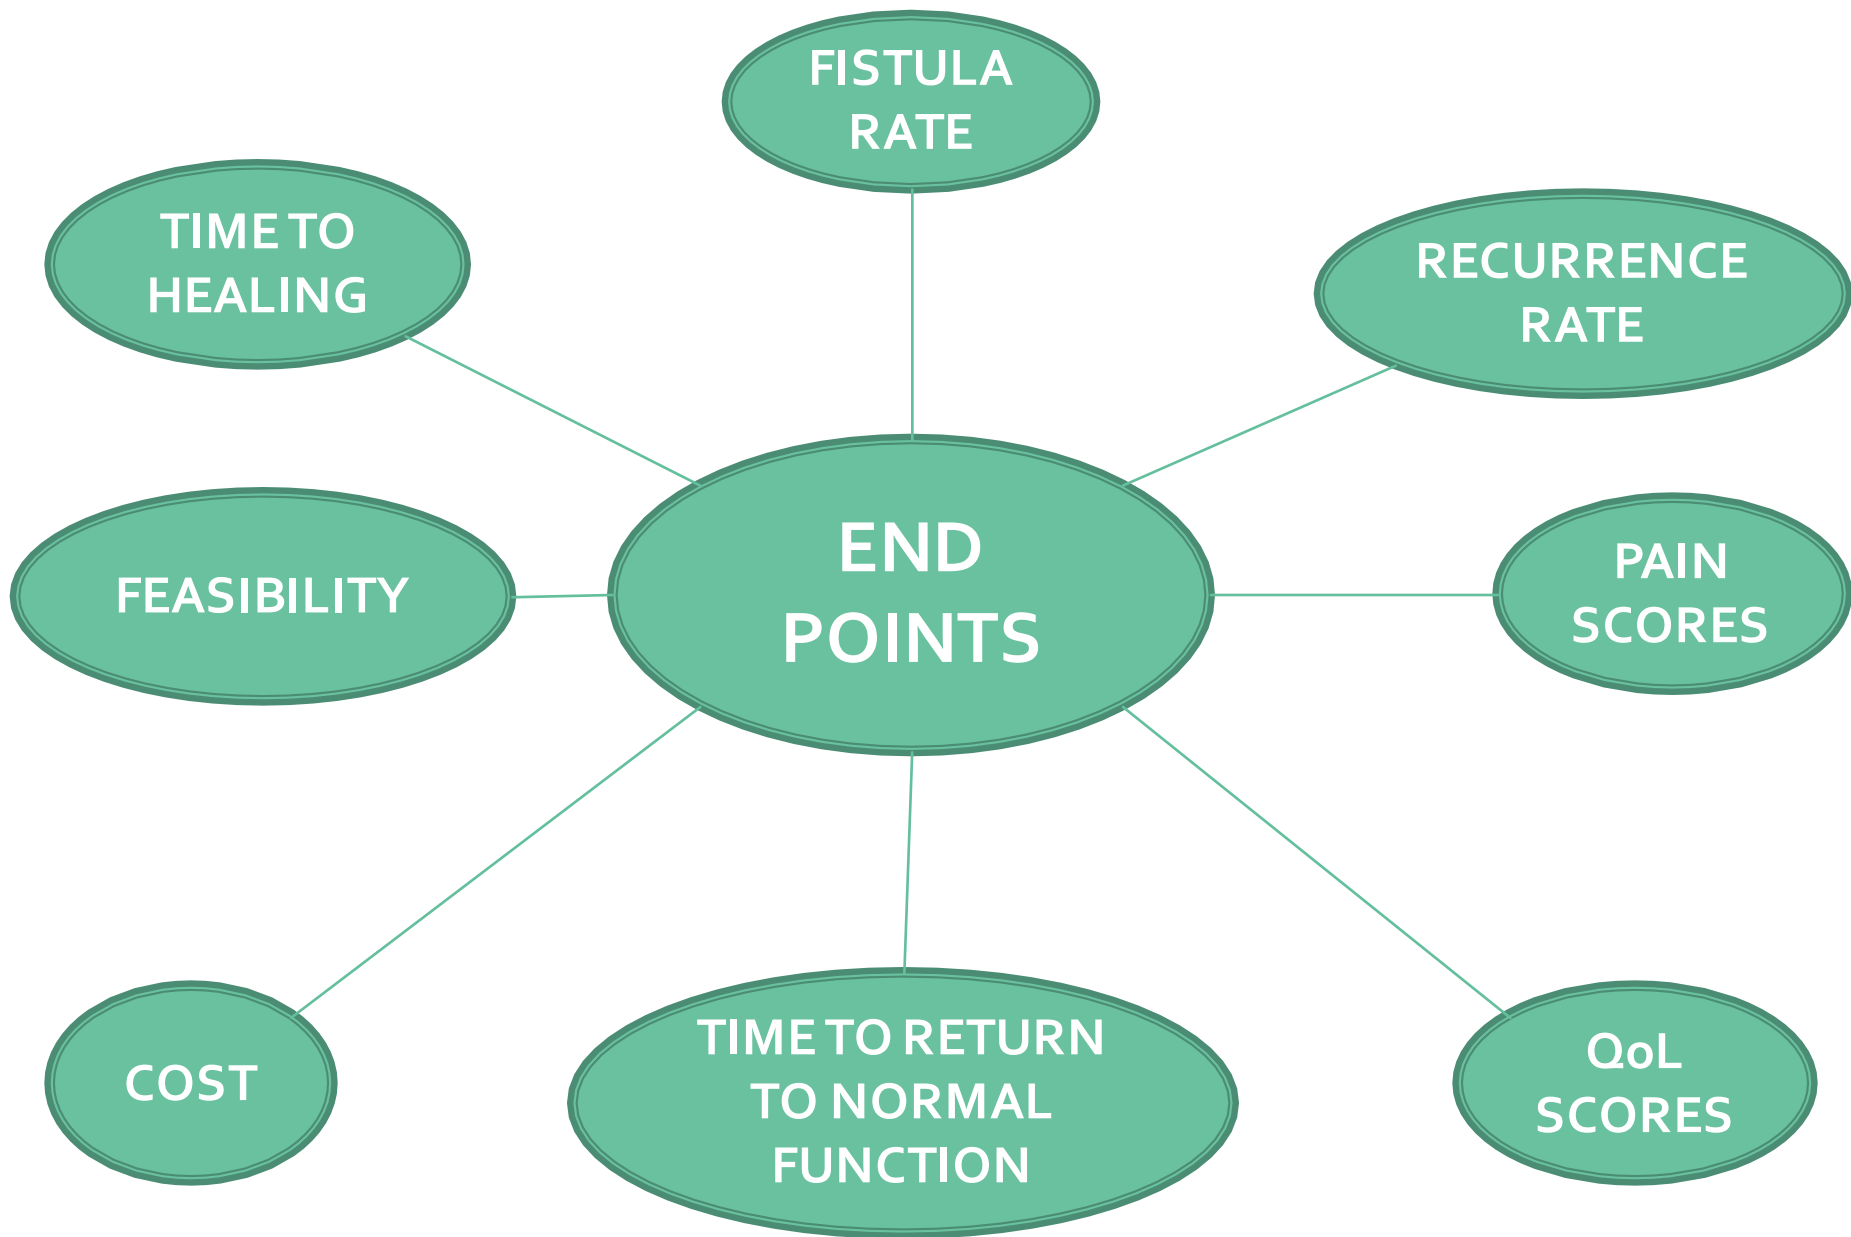 FISTULA
RATE
TIME TO
HEALING
RECURRENCE
RATE
END
POINTS
FEASIBILITY
PAIN
SCORES
COST
TIME TO RETURN
TO NORMAL
FUNCTION
QoL
SCORES